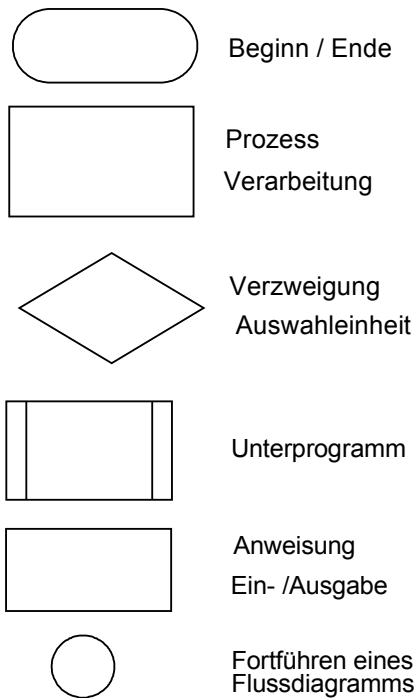 Beginn / Ende
Prozess
Verarbeitung
Verzweigung
Auswahleinheit
Unterprogramm
Anweisung
Ein- /Ausgabe
Fortführen eines
Flussdiagramms